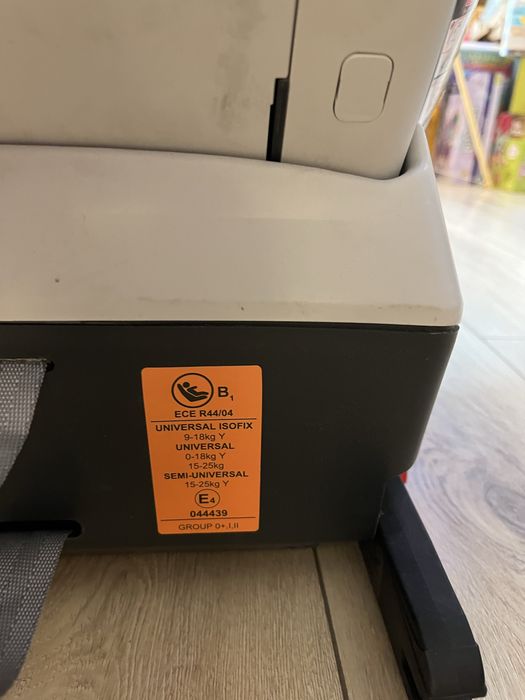 B₁
ECE R44/04
UNIVERSAL ISOFIX
9-18kg Y
UNIVERSAL
0-18kg Y
15-25kg
SEMI-UNIVERSAL
15-25kg Y
E₄
044439
GROUP 0+,I,II